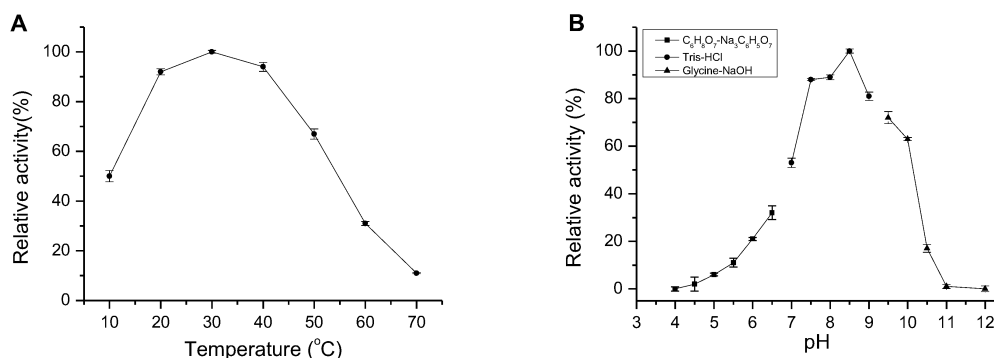 A
Relative activity(%)
100
80
60
40
20
0
10 20 30 40 50 60 70
Temperature (°C)
B
C₆H₈O₇-Na₃C₆H₅O₇
Tris-HCl
Glycine-NaOH
Relative activity (%)
100
80
60
40
20
0
3 4 5 6 7 8 9 10 11 12
pH